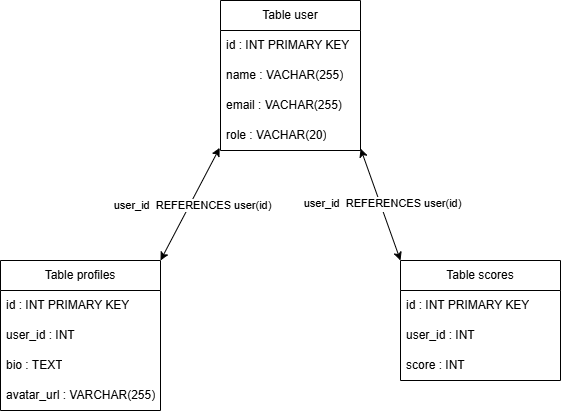 Table user
id : INT PRIMARY KEY
name : VACHAR(255)
email : VACHAR(255)
role : VACHAR(20)
user_id REFERENCES user(id)
user_id REFERENCES user(id)
Table profiles
id : INT PRIMARY KEY
user_id : INT
bio : TEXT
avatar_url : VARCHAR(255)
Table scores
id : INT PRIMARY KEY
user_id : INT
score : INT